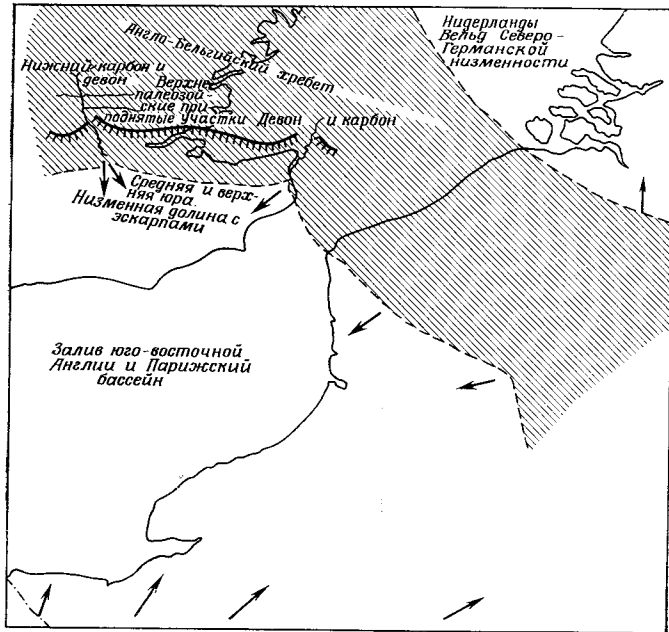 Англо-Бельгийский хребет
Нидерланды
Вельд Северо-
Германской
низменности
Нижний карбон и
девон
Верхне-
палеозой-
ские при-
поднятые участки
Девон и карбон
Средняя и верх-
няя юра
Низменная долина с
эскарпами
Залив юго-восточной
Англии и Парижский
бассейн